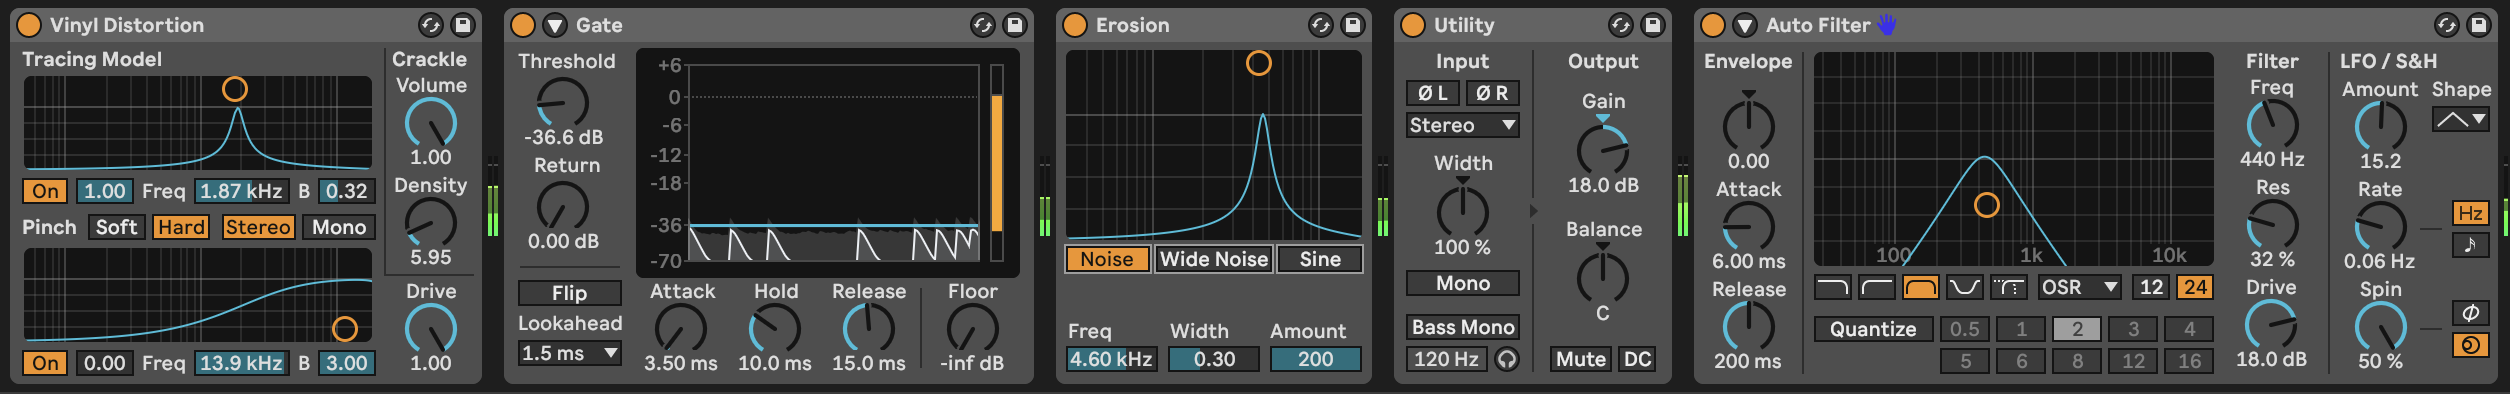 Vinyl Distortion
Tracing Model
On 1.00 Freq 1.87 kHz B 0.32
Pinch Soft Hard Stereo Mono
On 0.00 Freq 13.9 kHz B 3.00
Crackle
Volume
1.00
Density
5.95
Drive
1.00
Gate
Threshold
-36.6 dB
Return
0.00 dB
Flip
Lookahead
1.5 ms
+6
0
-6
-12
-18
-36
-70
Attack Hold Release Floor
3.50 ms 10.0 ms 15.0 ms -inf dB
Erosion
Noise Wide Noise Sine
Freq Width Amount
4.60 kHz 0.30 200
Utility
Input
Ø L Ø R
Stereo
Width
100 %
Mono
Bass Mono
120 Hz
Output
Gain
18.0 dB
Balance
C
Mute DC
Auto Filter
Envelope
0.00
Attack
6.00 ms
Release
200 ms
100 1k 10k
OSR 12 24
Quantize 0.5 1 2 3 4
5 6 8 12 16
Filter
Freq
440 Hz
Res
32 %
Drive
18.0 dB
LFO / S&H
Amount Shape
15.2
Rate
0.06 Hz
Hz
Spin
50 %